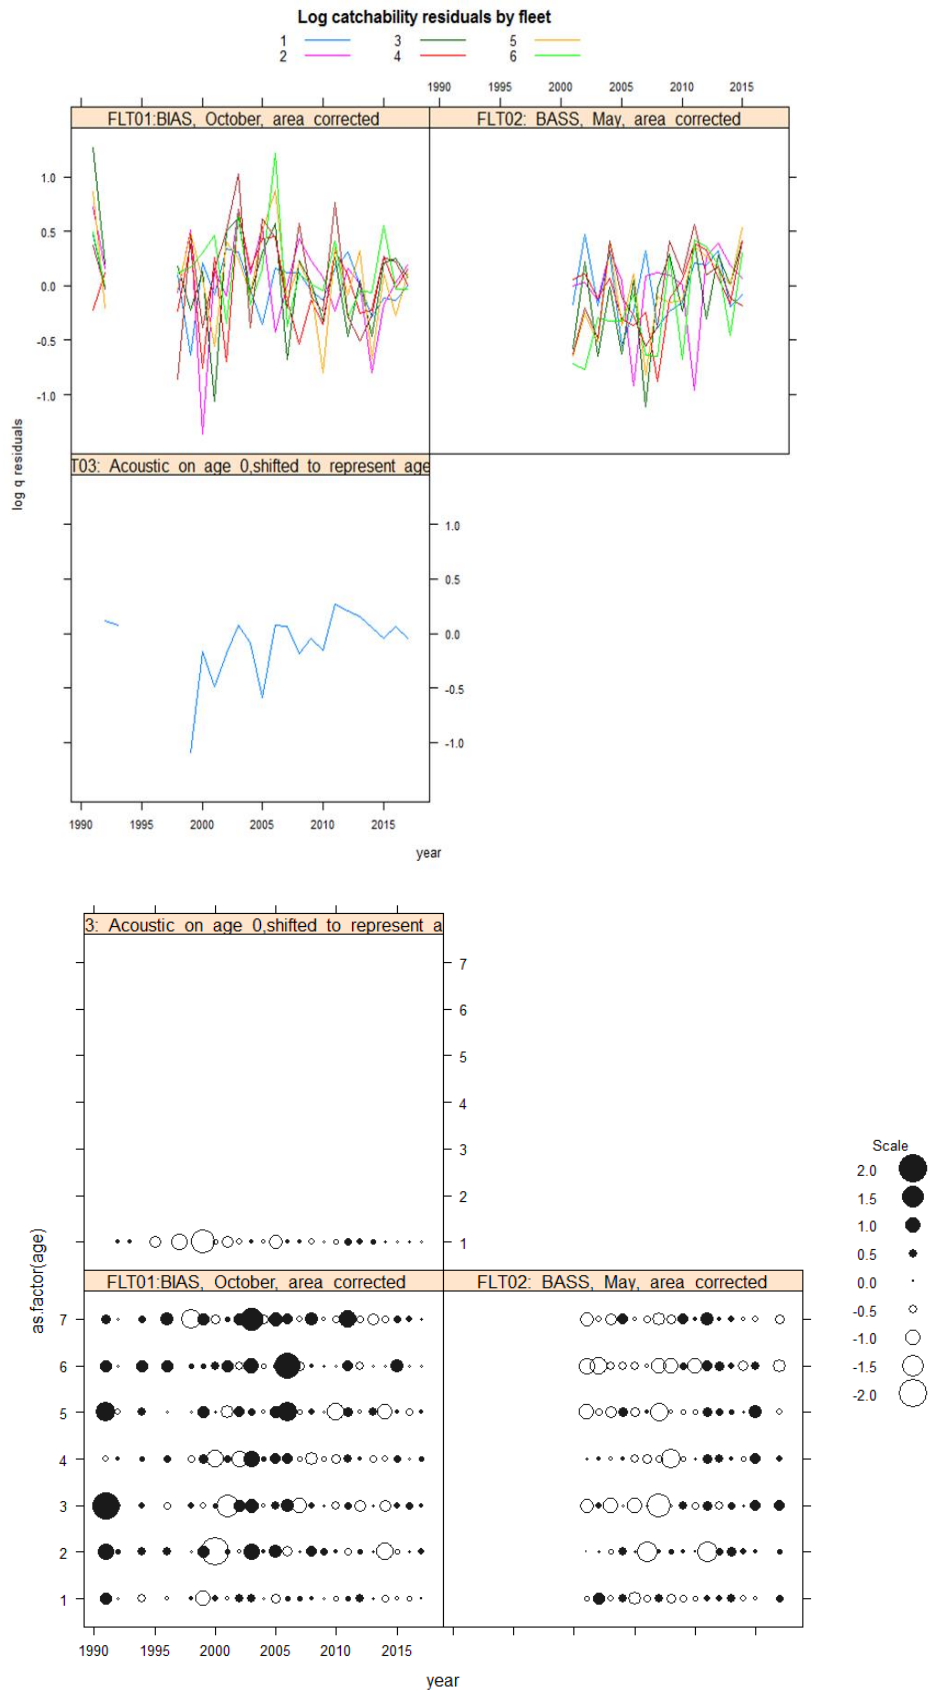 Log catchability residuals by fleet
1 3 5
2 4 6
1990 1995 2000 2005 2010 2015
FLT01:BIAS, October, area corrected FLT02: BASS, May, area corrected
1.0
0.5
0.0
-0.5
-1.0
log q residuals
T03: Acoustic on age 0,shifted to represent age
1.0
0.5
0.0
-0.5
-1.0
1990 1995 2000 2005 2010 2015
year
3: Acoustic on age 0,shifted to represent a
7
6
5
4
3
2
1
as.factor(age)
FLT01:BIAS, October, area corrected FLT02: BASS, May, area corrected
7
6
5
4
3
2
1
1990 1995 2000 2005 2010 2015
year
Scale
2.0
1.5
1.0
0.5
0.0
-0.5
-1.0
-1.5
-2.0